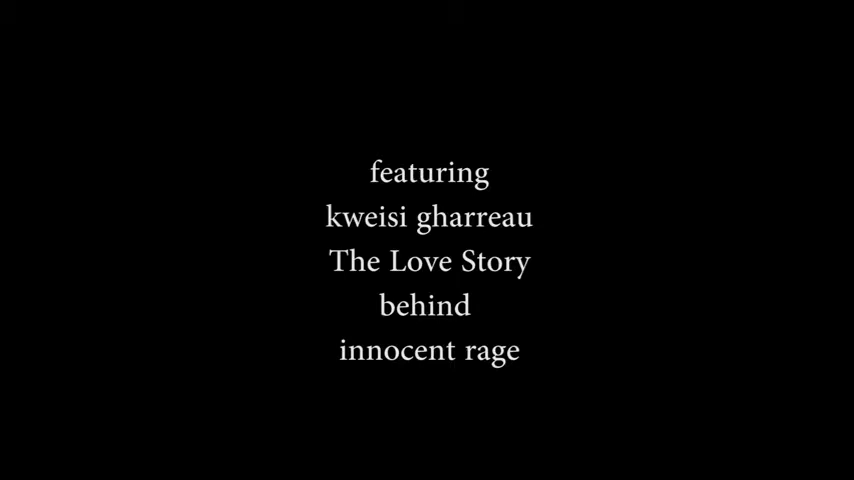 featuring
kweisi gharreau
The Love Story
behind
innocent rage